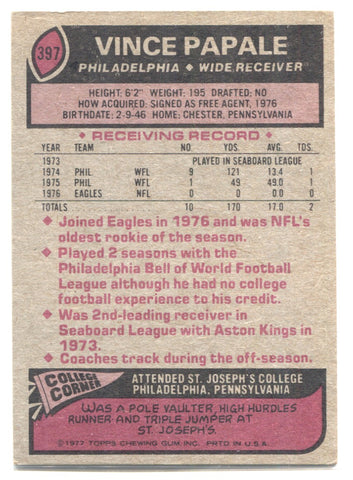 397
VINCE PAPALE
PHILADELPHIA • WIDE RECEIVER
HEIGHT: 6'2" WEIGHT: 195 DRAFTED: NO
HOW ACQUIRED: SIGNED AS FREE AGENT, 1976
BIRTHDATE: 2-9-46 HOME: CHESTER, PENNSYLVANIA
• RECEIVING RECORD •
YEAR TEAM NO. YDS. AVG. TDS.
1973 PLAYED IN SEABOARD LEAGUE
1974 PHIL WFL 9 121 13.4 1
1975 PHIL WFL 1 49 49.0 1
1976 EAGLES NFL — — — —
TOTALS 10 170 17.0 2
◆ Joined Eagles in 1976 and was NFL's
oldest rookie of the season.
◆ Played 2 seasons with the
Philadelphia Bell of World Football
League although he had no college
football experience to his credit.
◆ Was 2nd-leading receiver in
Seaboard League with Aston Kings in
1973.
◆ Coaches track during the off-season.
COLLEGE
CORNER
ATTENDED ST. JOSEPH'S COLLEGE
PHILADELPHIA, PENNSYLVANIA
WAS A POLE VAULTER, HIGH HURDLES
RUNNER AND TRIPLE JUMPER AT
ST. JOSEPH'S.
©1977 TOPPS CHEWING GUM, INC. PRTD. IN U.S.A.